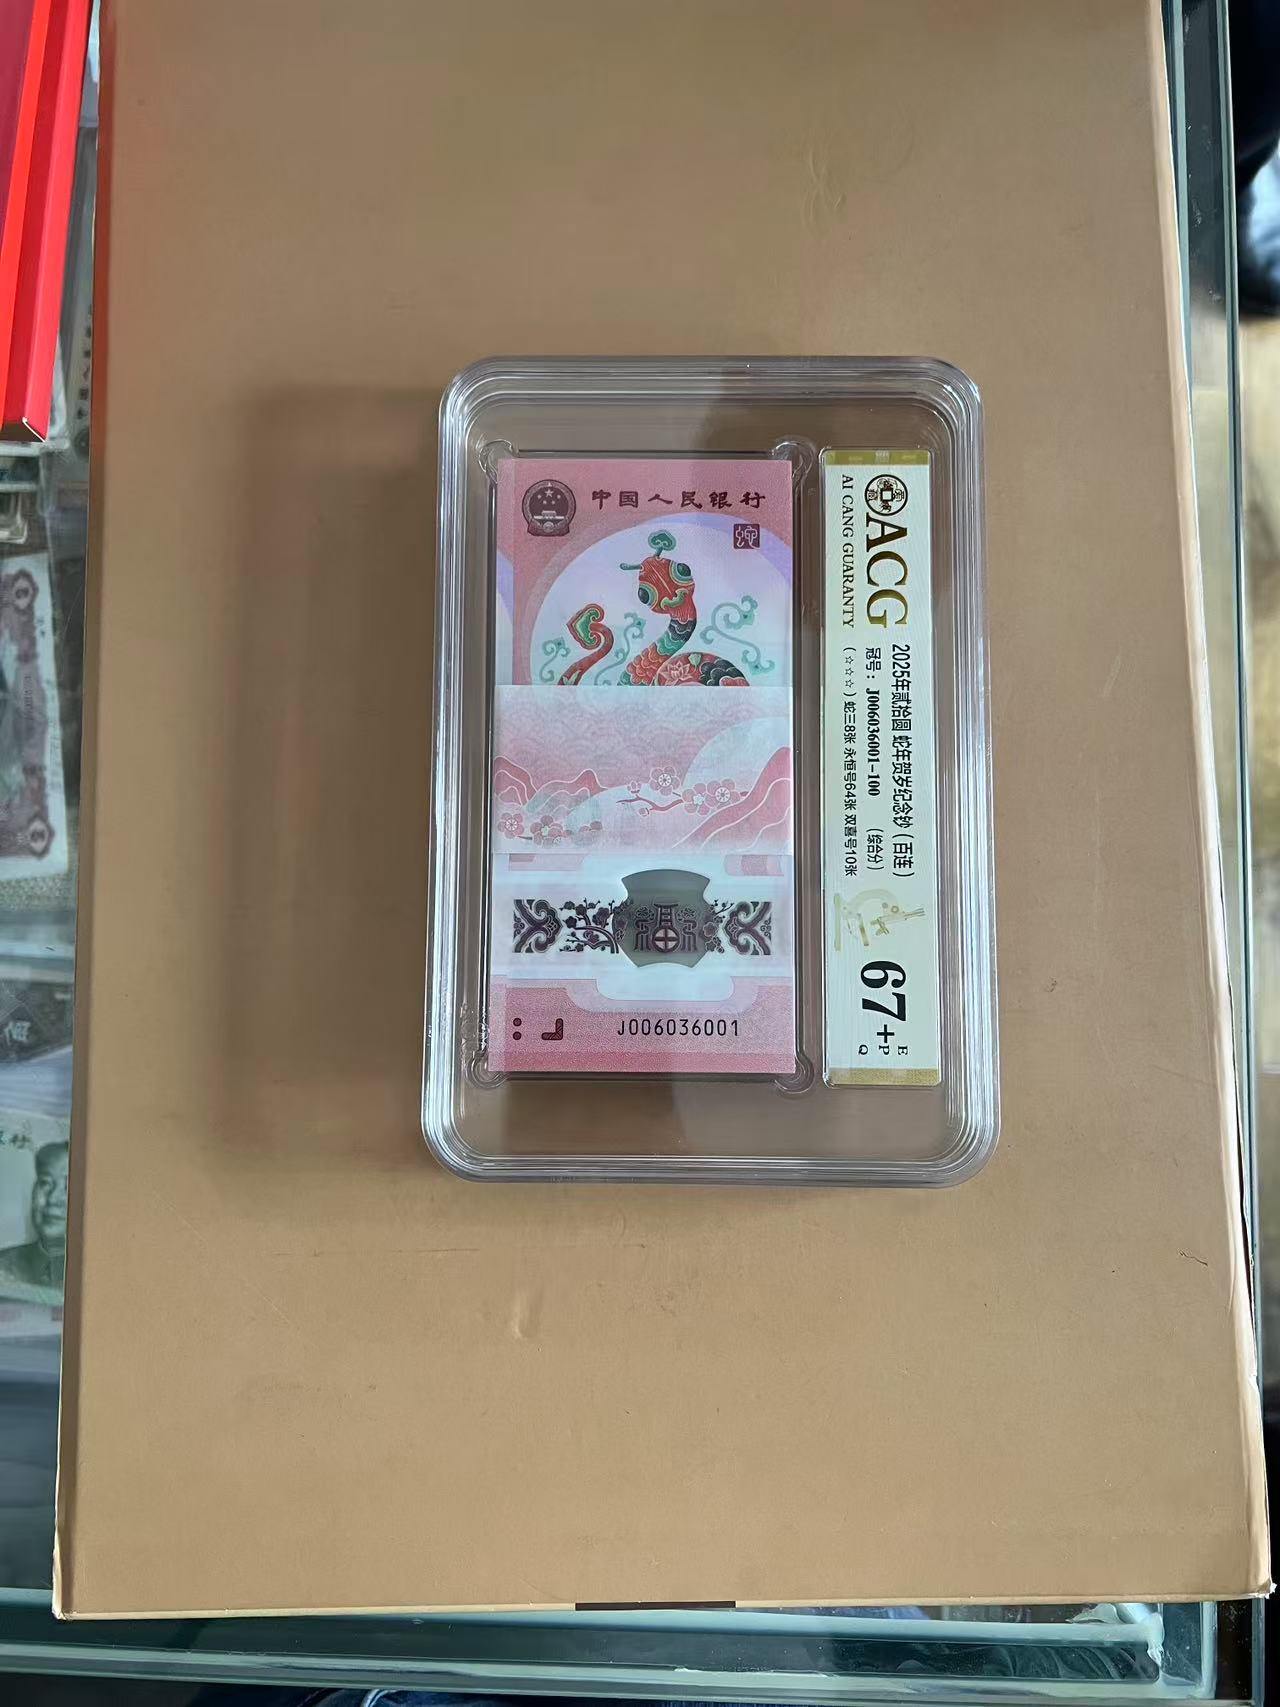 中国人民银行
蛇
福
J006036001
ACG
AI CANG GUARANTY
2025年贰拾圆 蛇年贺岁纪念钞（百连）
冠号：J006036001-100 （综合分）
（☆☆☆）蛇三8张 永恒号64张 双喜号10张
67+
E
P
Q